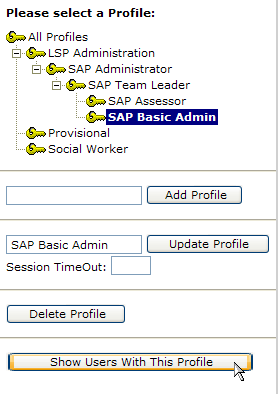 Please select a Profile:
All Profiles
LSP Administration
SAP Administrator
SAP Team Leader
SAP Assessor
SAP Basic Admin
Provisional
Social Worker
Add Profile
SAP Basic Admin Update Profile
Session TimeOut:
Delete Profile
Show Users With This Profile